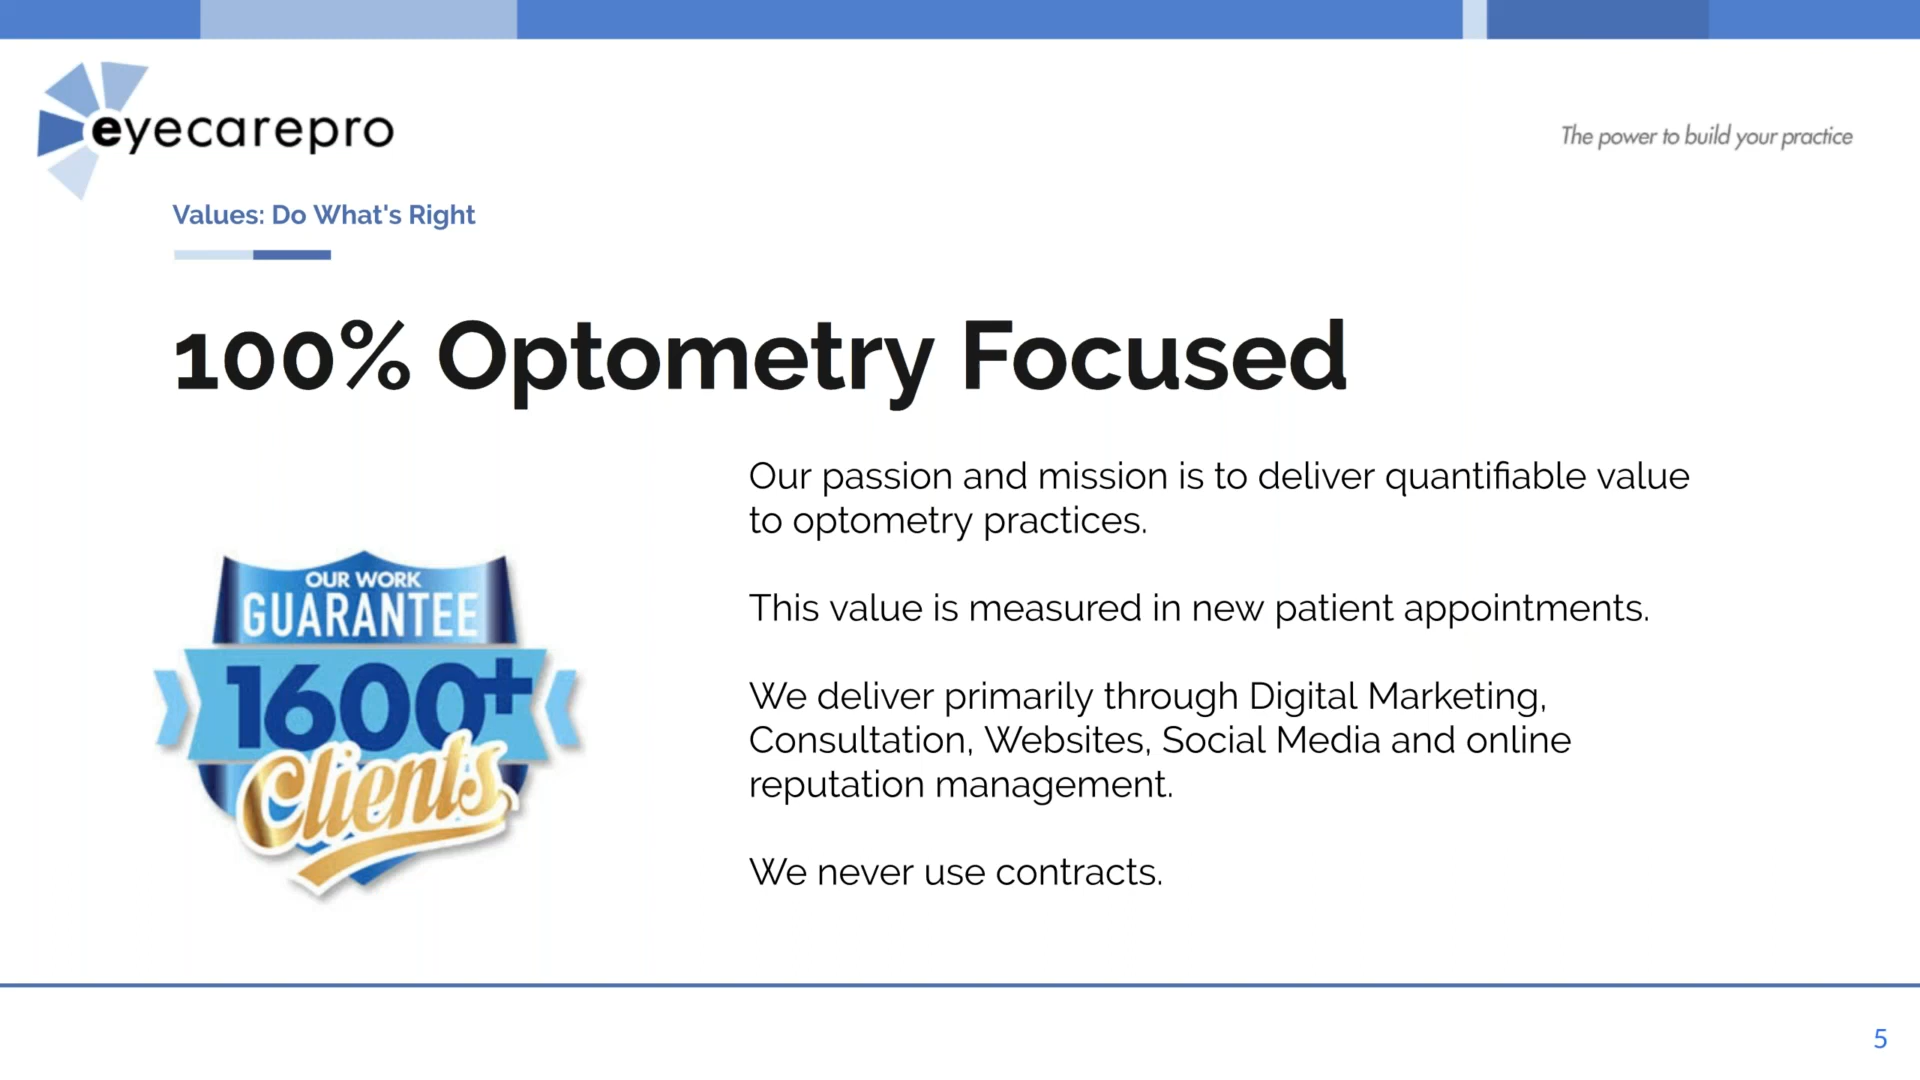 eyecarepro
The power to build your practice
Values: Do What's Right
100% Optometry Focused
OUR WORK
GUARANTEE
1600+
Clients
Our passion and mission is to deliver quantifiable value
to optometry practices.
This value is measured in new patient appointments.
We deliver primarily through Digital Marketing,
Consultation, Websites, Social Media and online
reputation management.
We never use contracts.
5